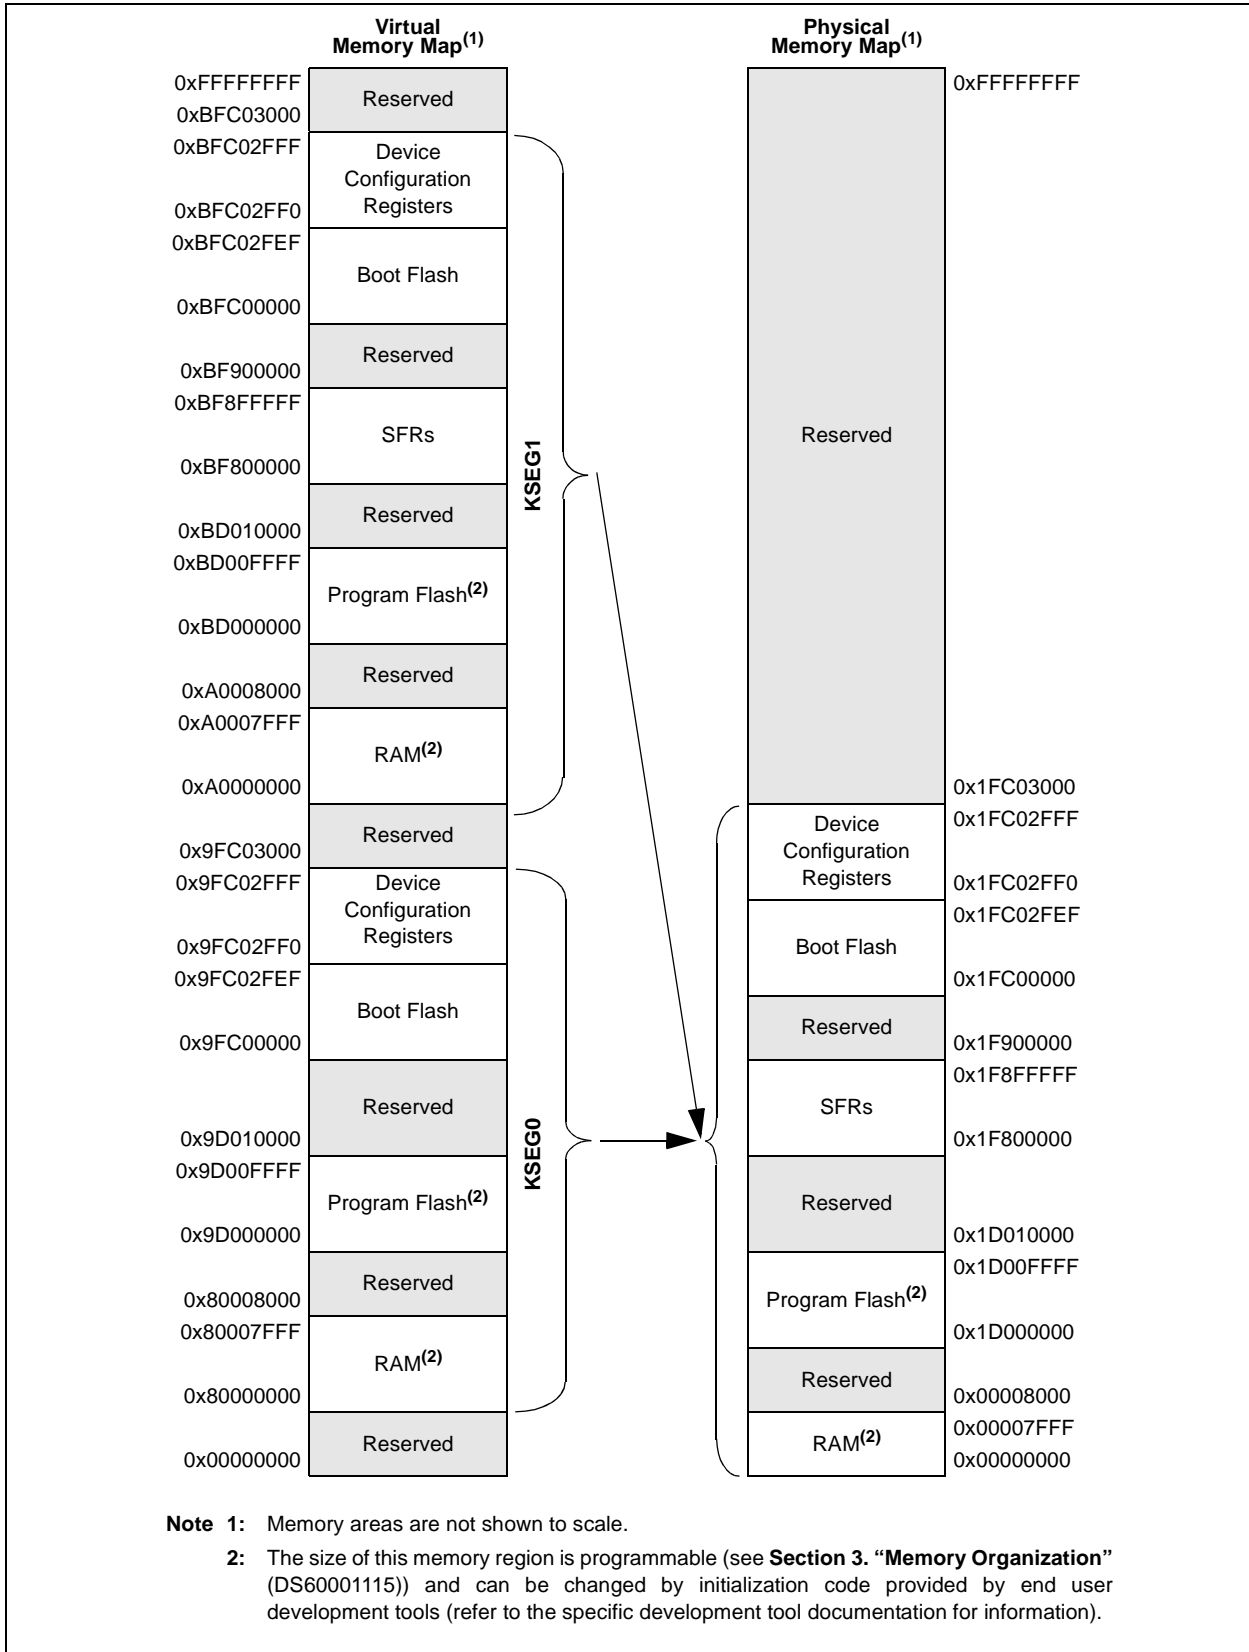 Virtual
Memory Map(1)
0xFFFFFFFF
Reserved
0xBFC03000
0xBFC02FFF
Device
Configuration
Registers
0xBFC02FF0
0xBFC02FEF
Boot Flash
0xBFC00000
Reserved
0xBF900000
0xBF8FFFFF
SFRs
0xBF800000
Reserved
0xBD010000
0xBD00FFFF
Program Flash(2)
0xBD000000
Reserved
0xA0008000
0xA0007FFF
RAM(2)
0xA0000000
Reserved
0x9FC03000
0x9FC02FFF
Device
Configuration
Registers
0x9FC02FF0
0x9FC02FEF
Boot Flash
0x9FC00000
Reserved
0x9D010000
0x9D00FFFF
Program Flash(2)
0x9D000000
Reserved
0x80008000
0x80007FFF
RAM(2)
0x80000000
Reserved
0x00000000
KSEG1
KSEG0
Physical
Memory Map(1)
0xFFFFFFFF
Reserved
0x1FC03000
0x1FC02FFF
Device
Configuration
Registers
0x1FC02FF0
0x1FC02FEF
Boot Flash
0x1FC00000
Reserved
0x1F900000
0x1F8FFFFF
SFRs
0x1F800000
Reserved
0x1D010000
0x1D00FFFF
Program Flash(2)
0x1D000000
Reserved
0x00008000
0x00007FFF
RAM(2)
0x00000000
Note 1: Memory areas are not shown to scale.
2: The size of this memory region is programmable (see Section 3. “Memory Organization”
(DS60001115)) and can be changed by initialization code provided by end user
development tools (refer to the specific development tool documentation for information).